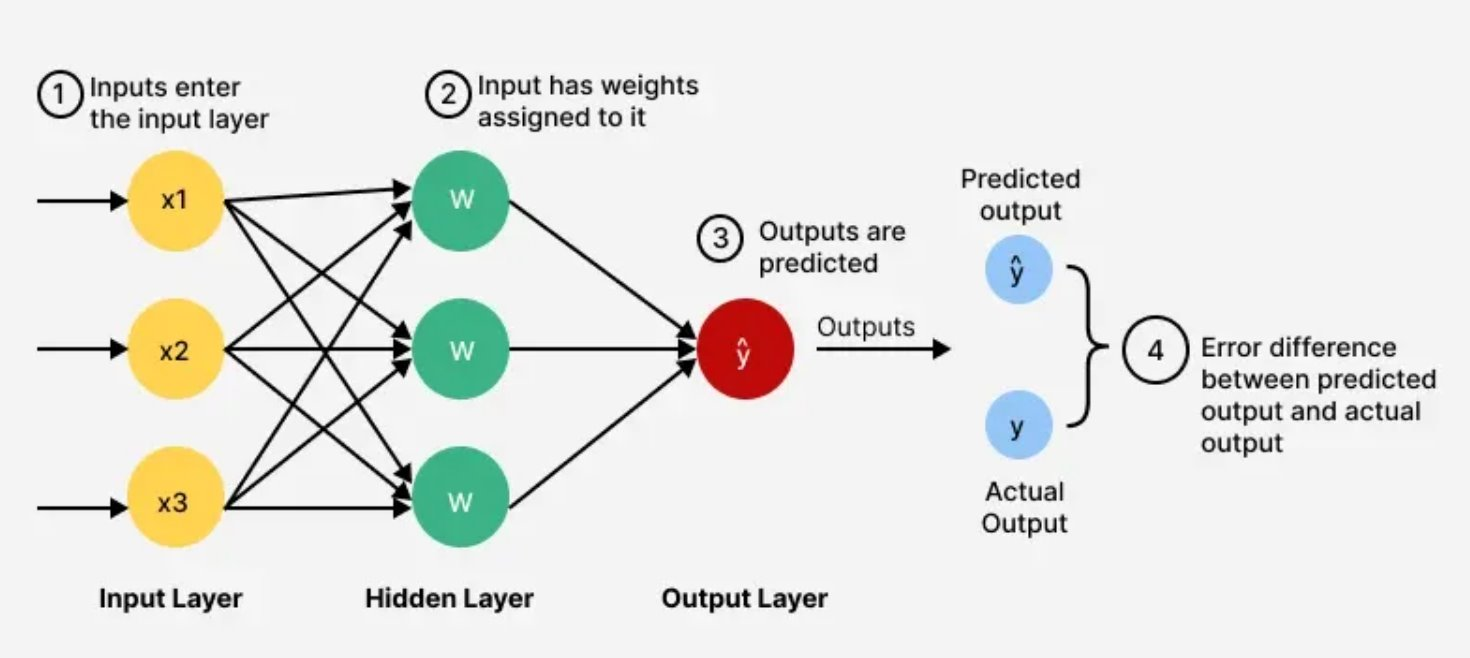 1
Inputs enter
the input layer
2
Input has weights
assigned to it
x1
x2
x3
W
W
W
3
Outputs are
predicted
ŷ
Outputs
Predicted
output
ŷ
y
Actual
Output
4
Error difference
between predicted
output and actual
output
Input Layer
Hidden Layer
Output Layer